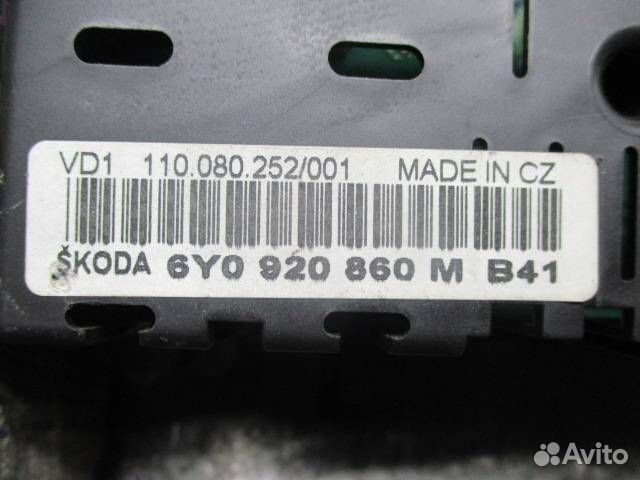 VD1 110.080.252/001 MADE IN CZ
ŠKODA 6Y0 920 860 M B41
Avito